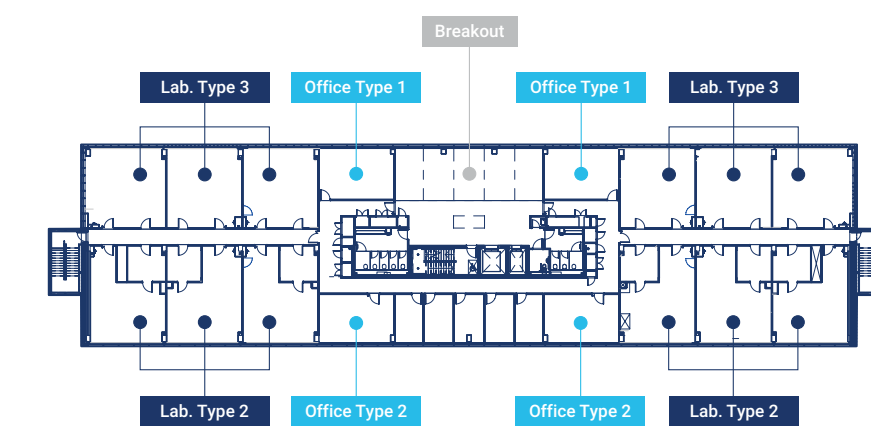 Breakout
Lab. Type 3
Office Type 1
Office Type 1
Lab. Type 3
Lab. Type 2
Office Type 2
Office Type 2
Lab. Type 2